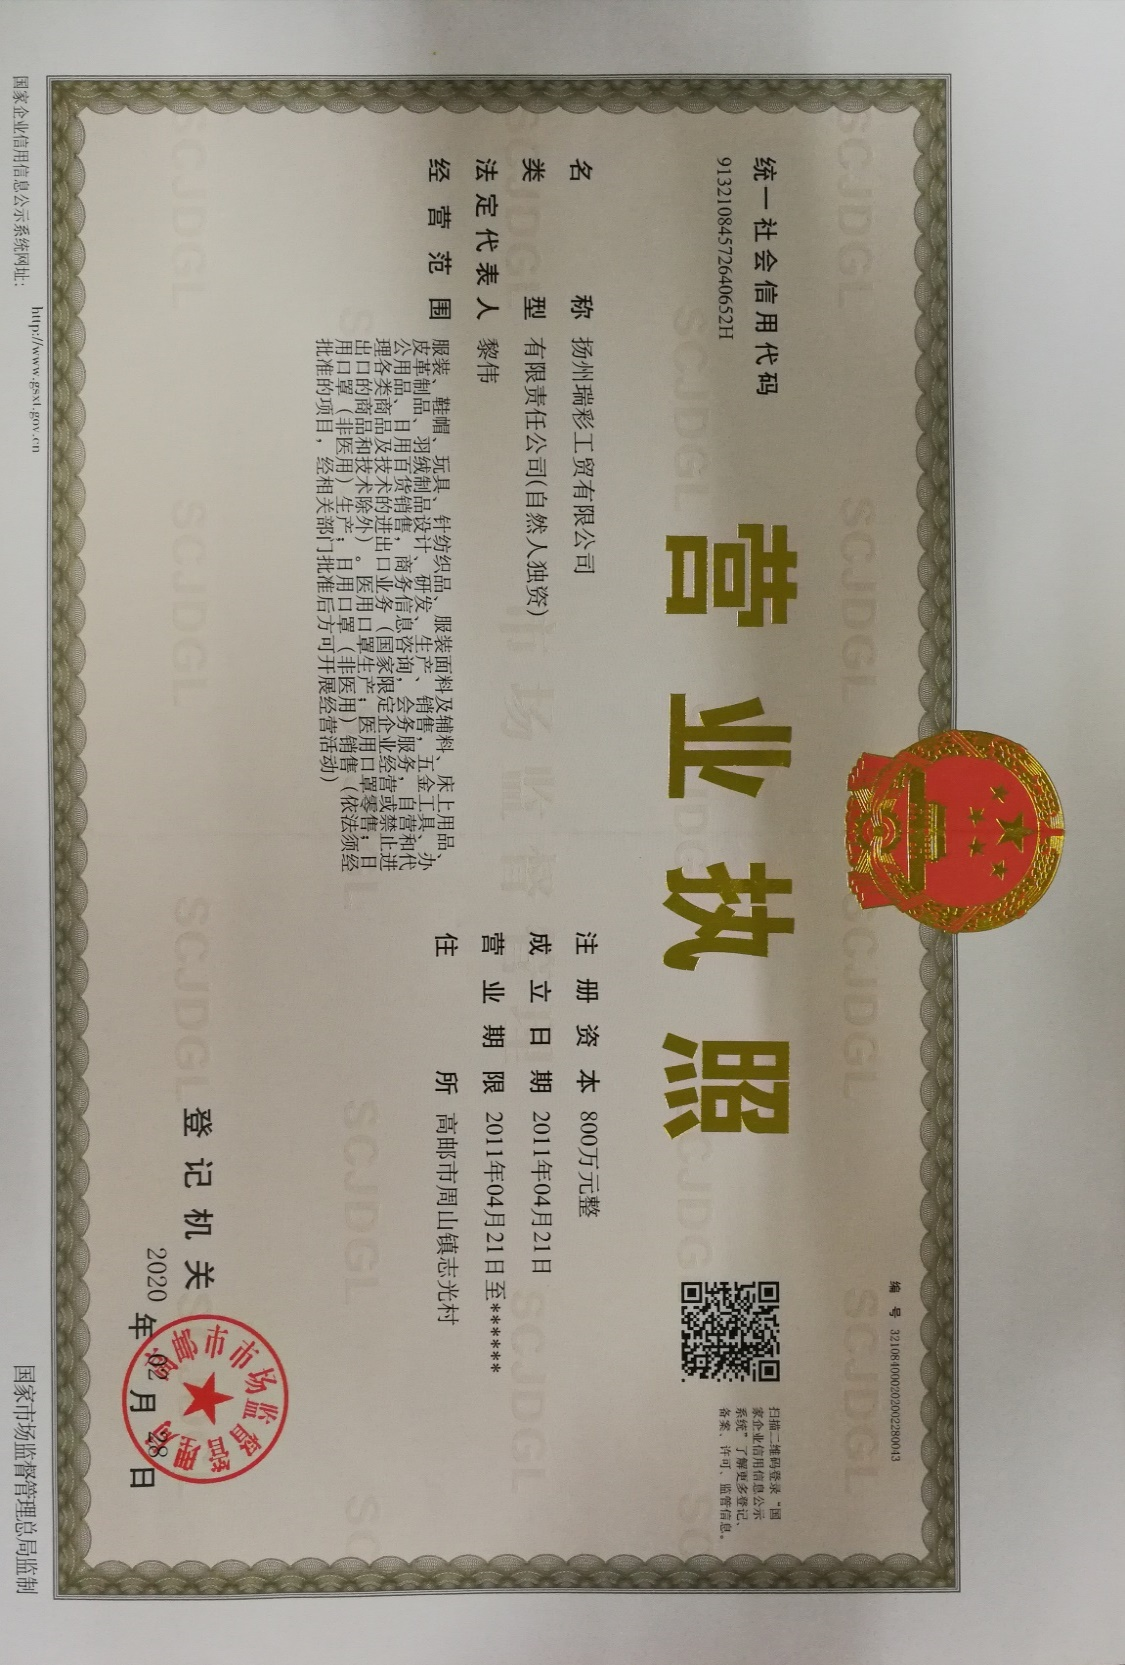 编 号 321084000202002280043
统一社会信用代码
91321084572640652H
营业执照
扫描二维码登录“国
家企业信用信息公示
系统”了解更多登记、
备案、许可、监管信息。
名 称 扬州瑞彩工贸有限公司
类 型 有限责任公司(自然人独资)
法定代表人 黎伟
经营范围 服装、鞋帽、玩具、针纺织品、服装面料及辅料、床上用品、
皮革制品、羽绒制品设计、研发、生产、销售，五金工具、办
公用品、日用百货销售，商务信息咨询，会务服务，自营和代
理各类商品及技术的进出口业务（国家限定企业经营或禁止进
出口的商品和技术除外）。医用口罩生产；医用口罩零售；日
用口罩（非医用）生产；日用口罩（非医用）销售（依法须经
批准的项目，经相关部门批准后方可开展经营活动）
注册资本 800万元整
成立日期 2011年04月21日
营业期限 2011年04月21日至******
住 所 高邮市周山镇志光村
登记机关
高邮市市场监督管理局
2020 年 02 月 28 日
国家企业信用信息公示系统网址： http://www.gsxt.gov.cn
国家市场监督管理总局监制
SCJDGL
市场监督管理